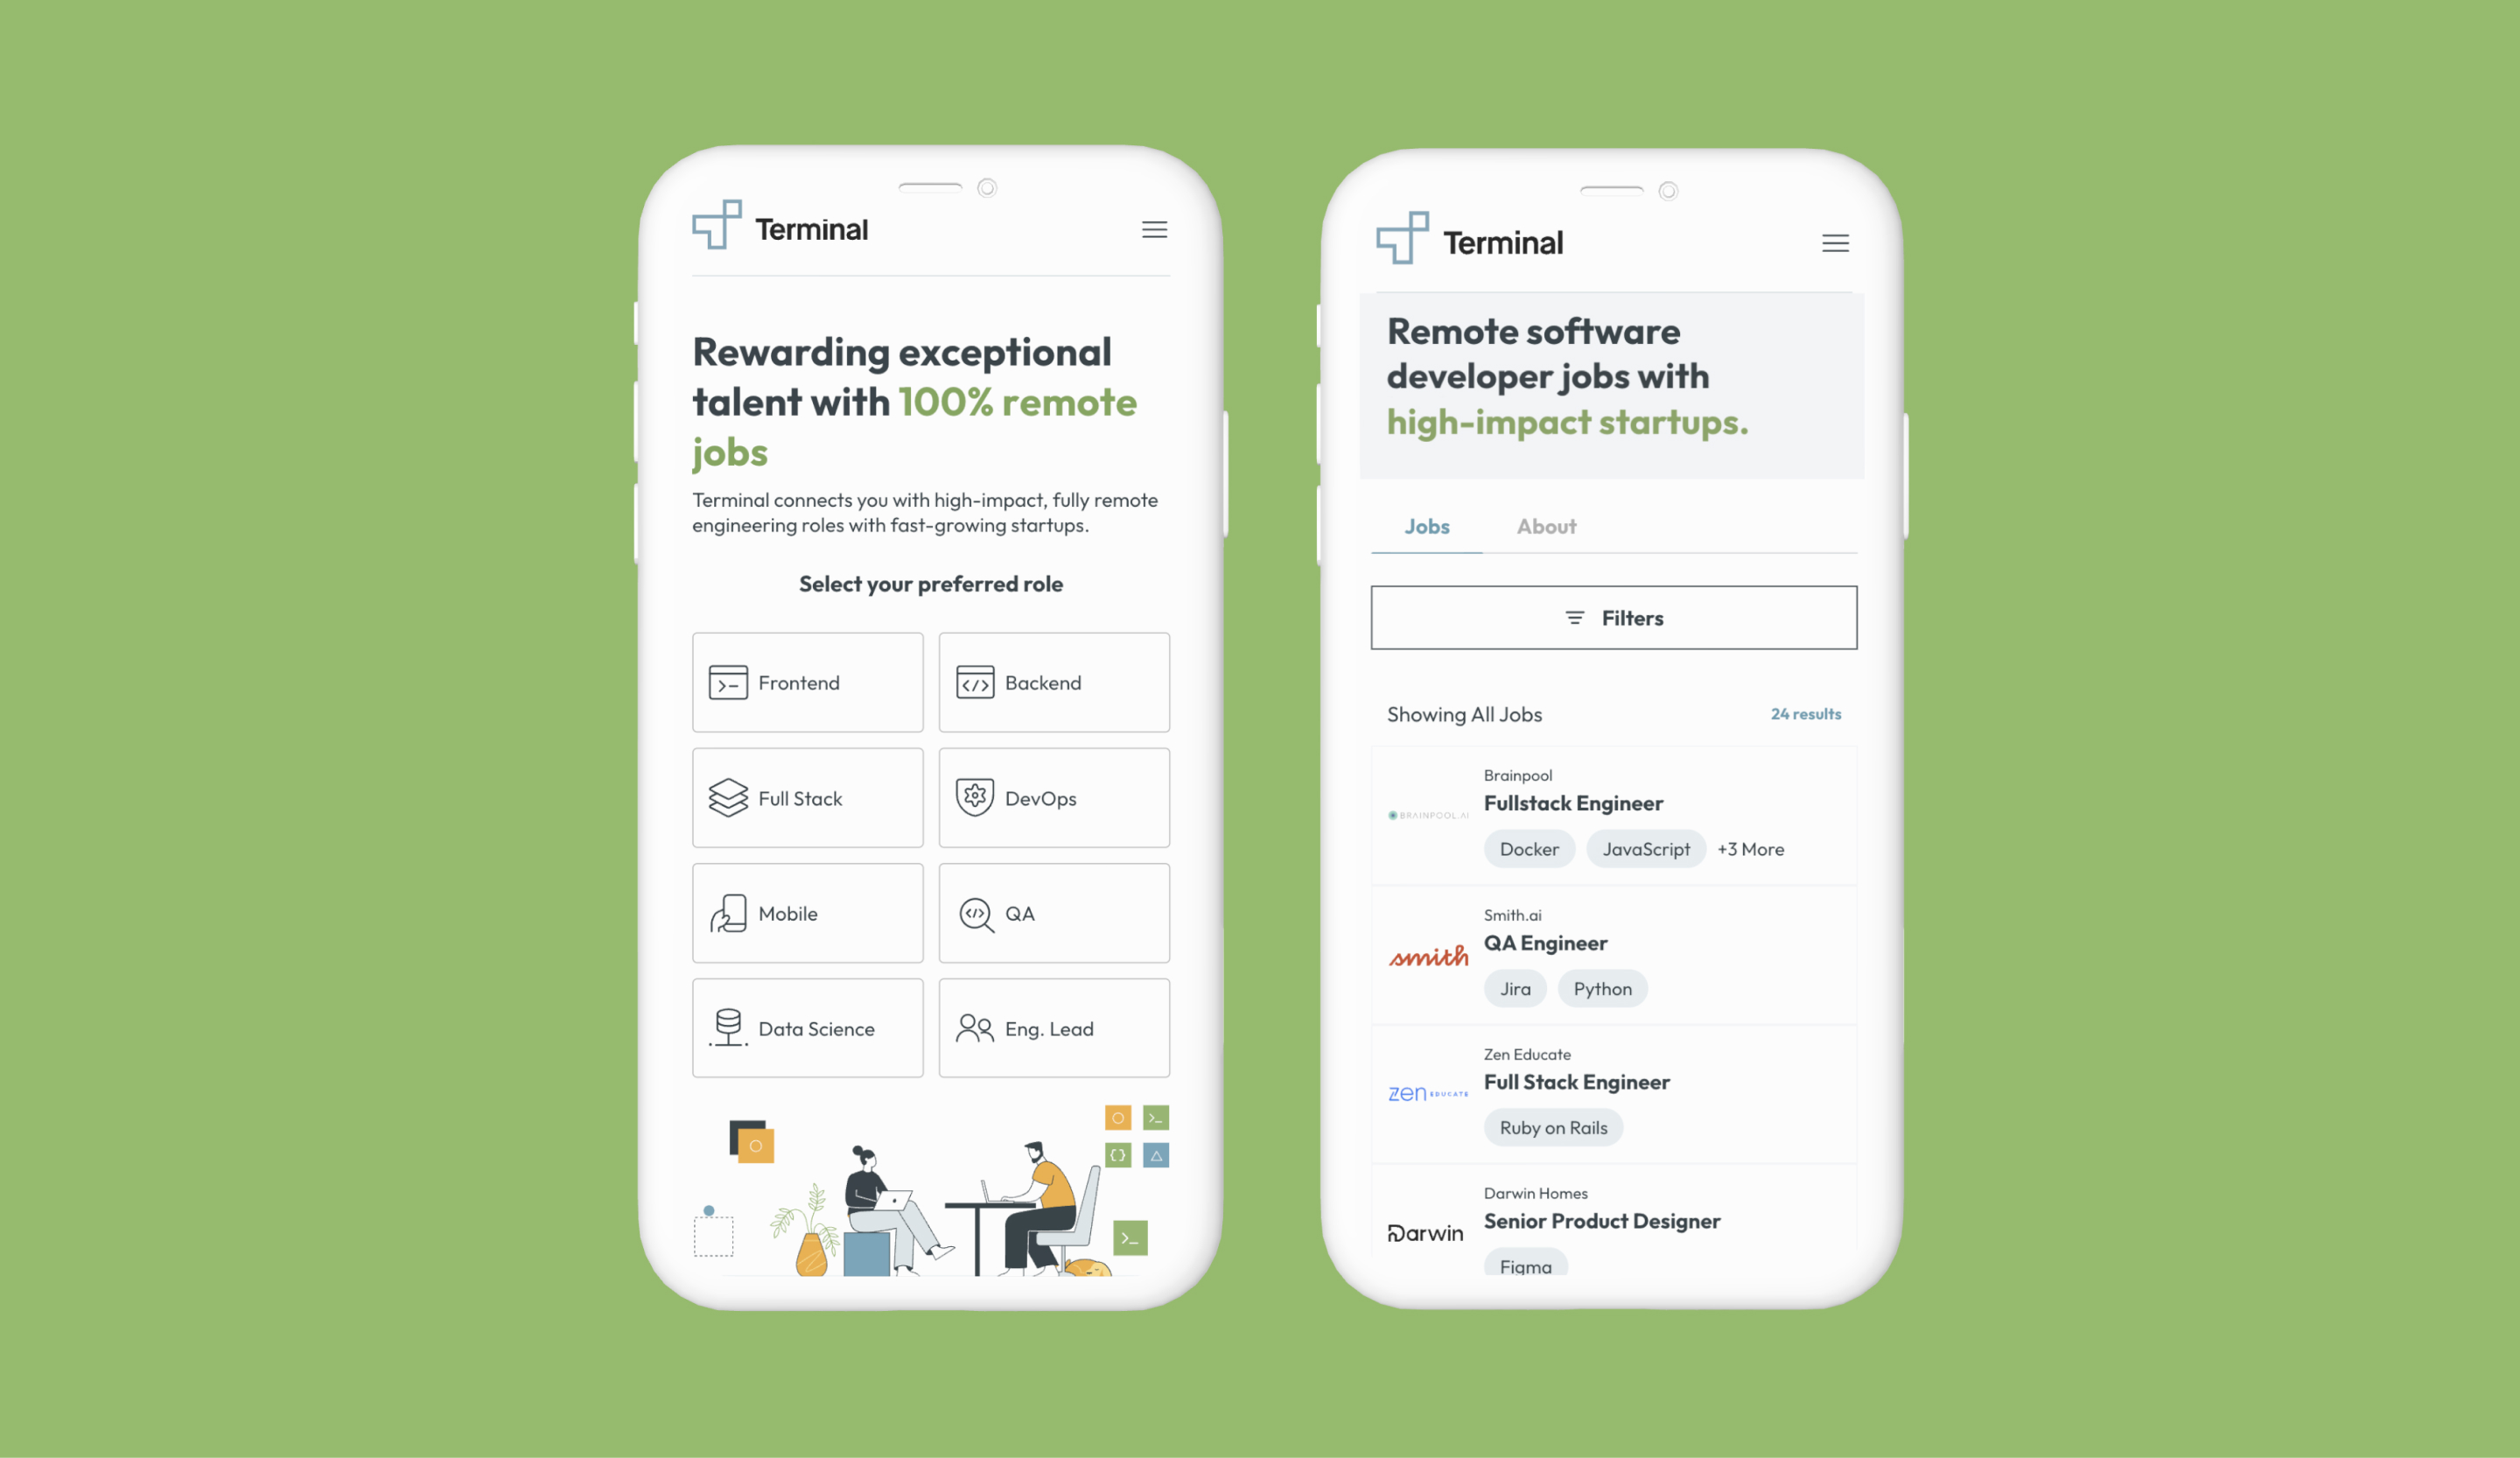 Terminal
Rewarding exceptional
talent with 100% remote
jobs
Terminal connects you with high-impact, fully remote
engineering roles with fast-growing startups.
Select your preferred role
Frontend
Backend
Full Stack
DevOps
Mobile
QA
Data Science
Eng. Lead
Terminal
Remote software
developer jobs with
high-impact startups.
Jobs
About
Filters
Showing All Jobs
24 results
BRAINPOOL.AI
Brainpool
Fullstack Engineer
Docker
JavaScript
+3 More
smith
Smith.ai
QA Engineer
Jira
Python
zen EDUCATE
Zen Educate
Full Stack Engineer
Ruby on Rails
Darwin
Darwin Homes
Senior Product Designer
Figma